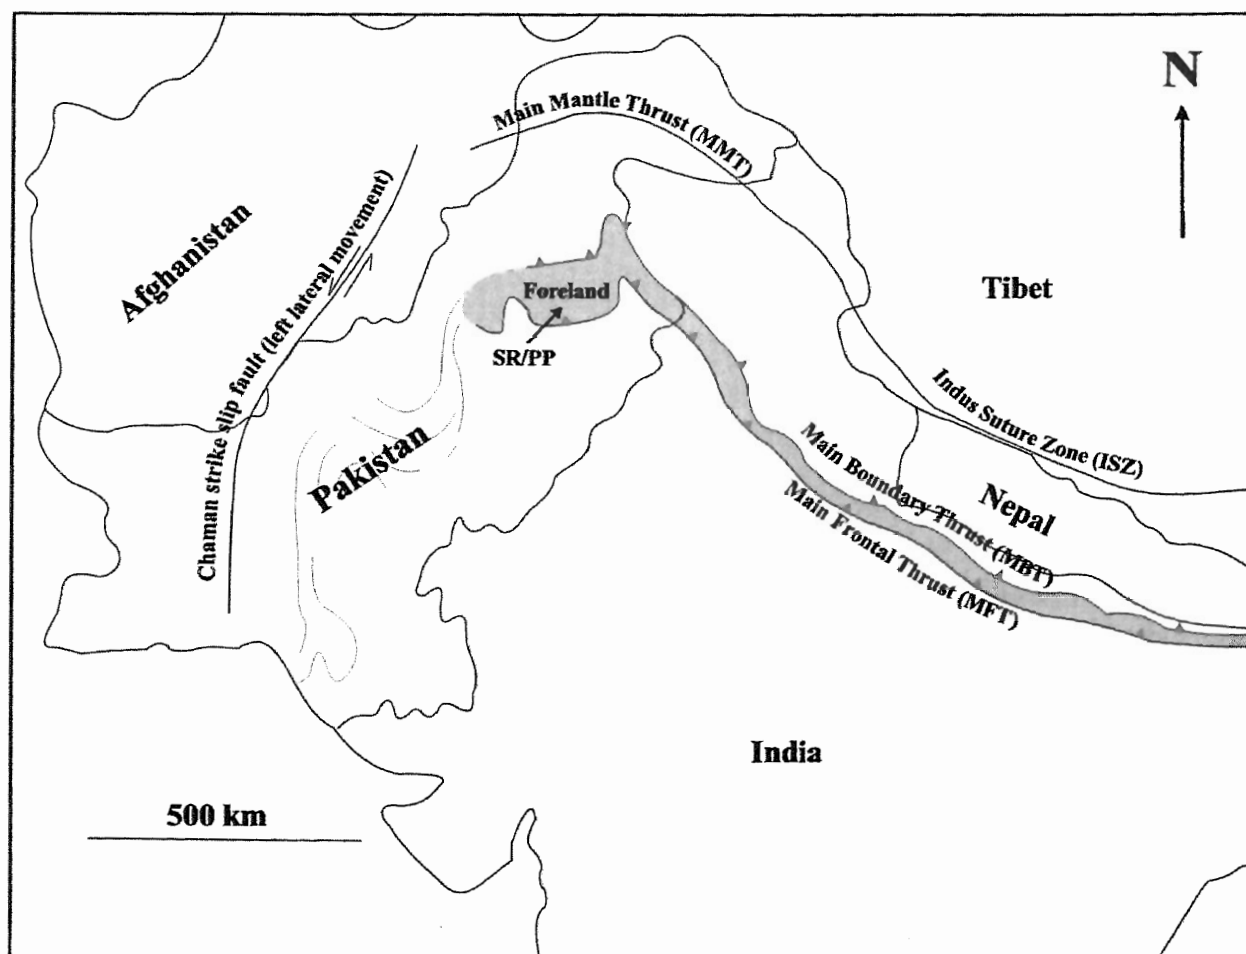 N
Main Mantle Thrust (MMT)
Afghanistan
Chaman strike slip fault (left lateral movement)
Foreland
SR/PP
Tibet
Pakistan
Indus Suture Zone (ISZ)
Main Boundary Thrust (MBT)
Nepal
Main Frontal Thrust (MFT)
India
500 km